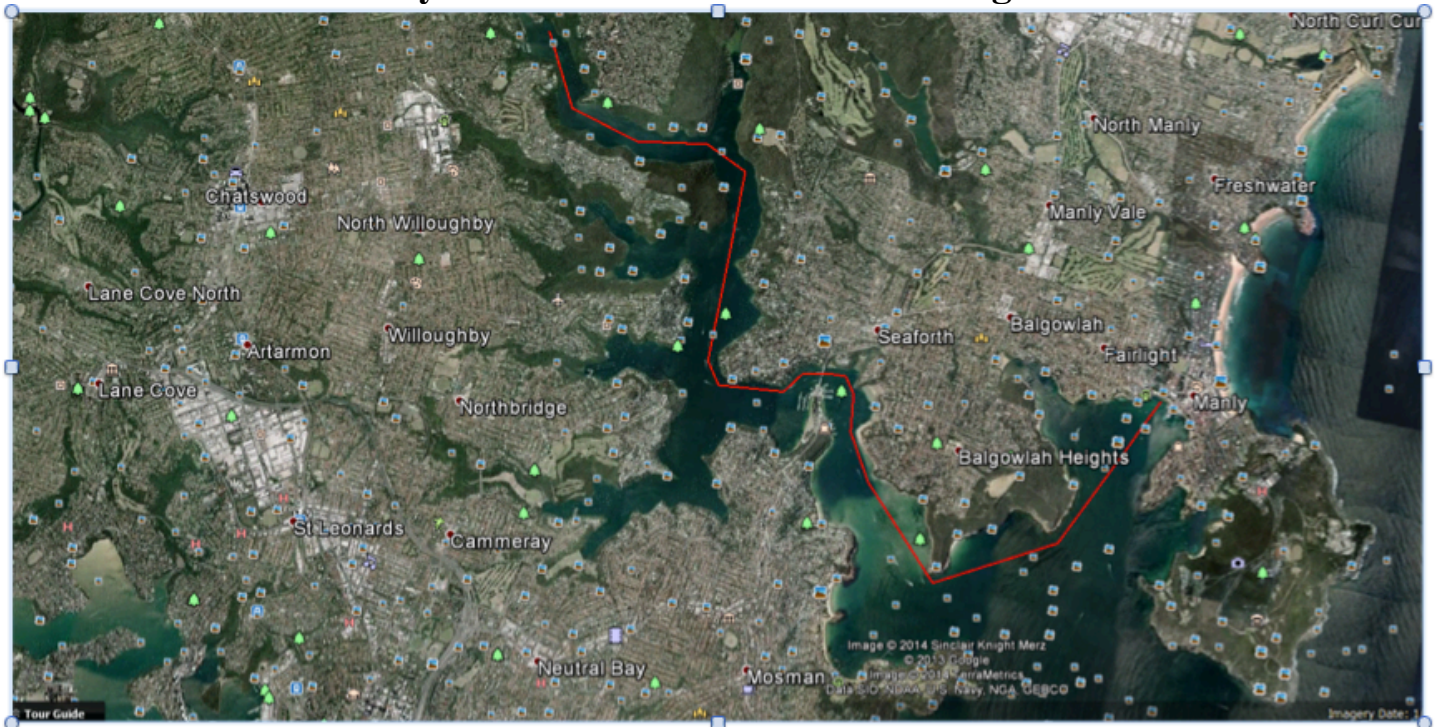 North Curl Cur
North Manly
Freshwater
Chatswood
Manly Vale
North Willoughby
Lane Cove North
Balgowlah
Willoughby
Seaforth
Artarmon
Fairlight
Lane Cove
Manly
Northbridge
Balgowlah Heights
St Leonards
Cammeray
Image © 2014 Sinclair Knight Merz
© 2013 Google
Neutral Bay
Mosman
Image © 2014 TerraMetrics
Data SIO, NOAA, U.S. Navy, NGA, GEBCO
Tour Guide
Imagery Date: 1